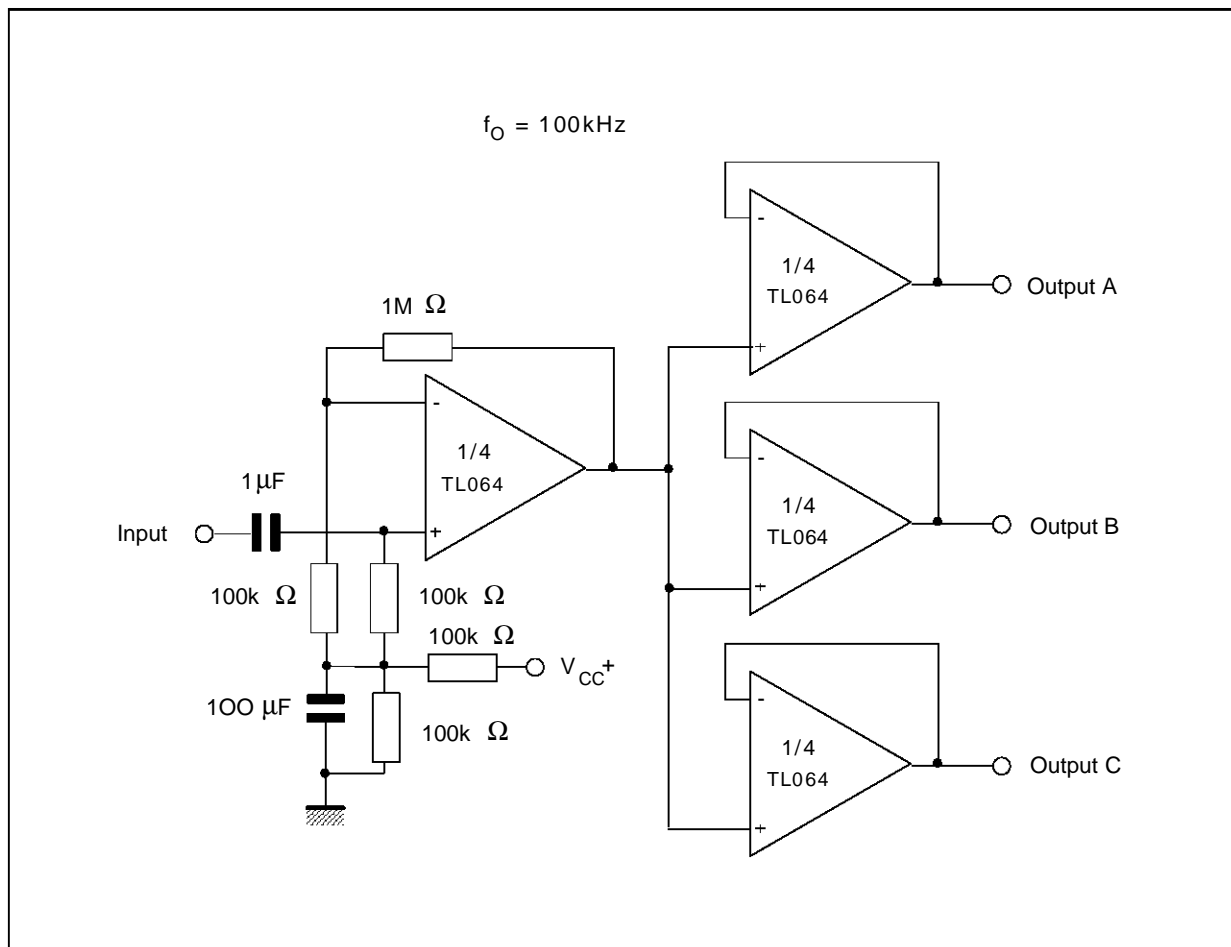 f_O = 100kHz
-
1/4
TL064
+
Output A
1M Ω
-
1/4
TL064
+
1µF
Input
100k Ω
100k Ω
100k Ω
V_CC+
1OO µF
100k Ω
-
1/4
TL064
+
Output B
-
1/4
TL064
+
Output C